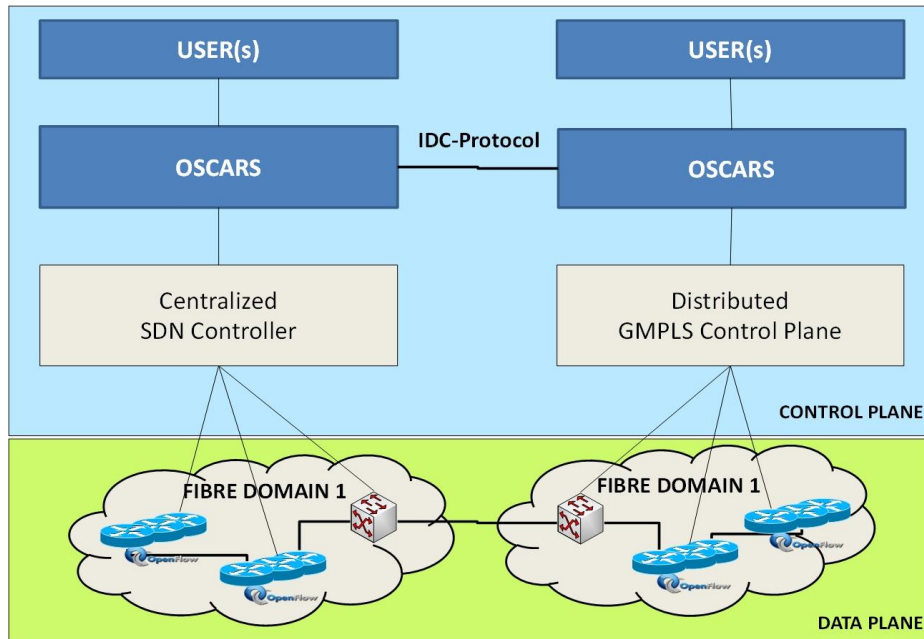 USER(s)
USER(s)
OSCARS
IDC-Protocol
OSCARS
Centralized
SDN Controller
Distributed
GMPLS Control Plane
CONTROL PLANE
FIBRE DOMAIN 1
FIBRE DOMAIN 1
OpenFlow
OpenFlow
OpenFlow
OpenFlow
DATA PLANE